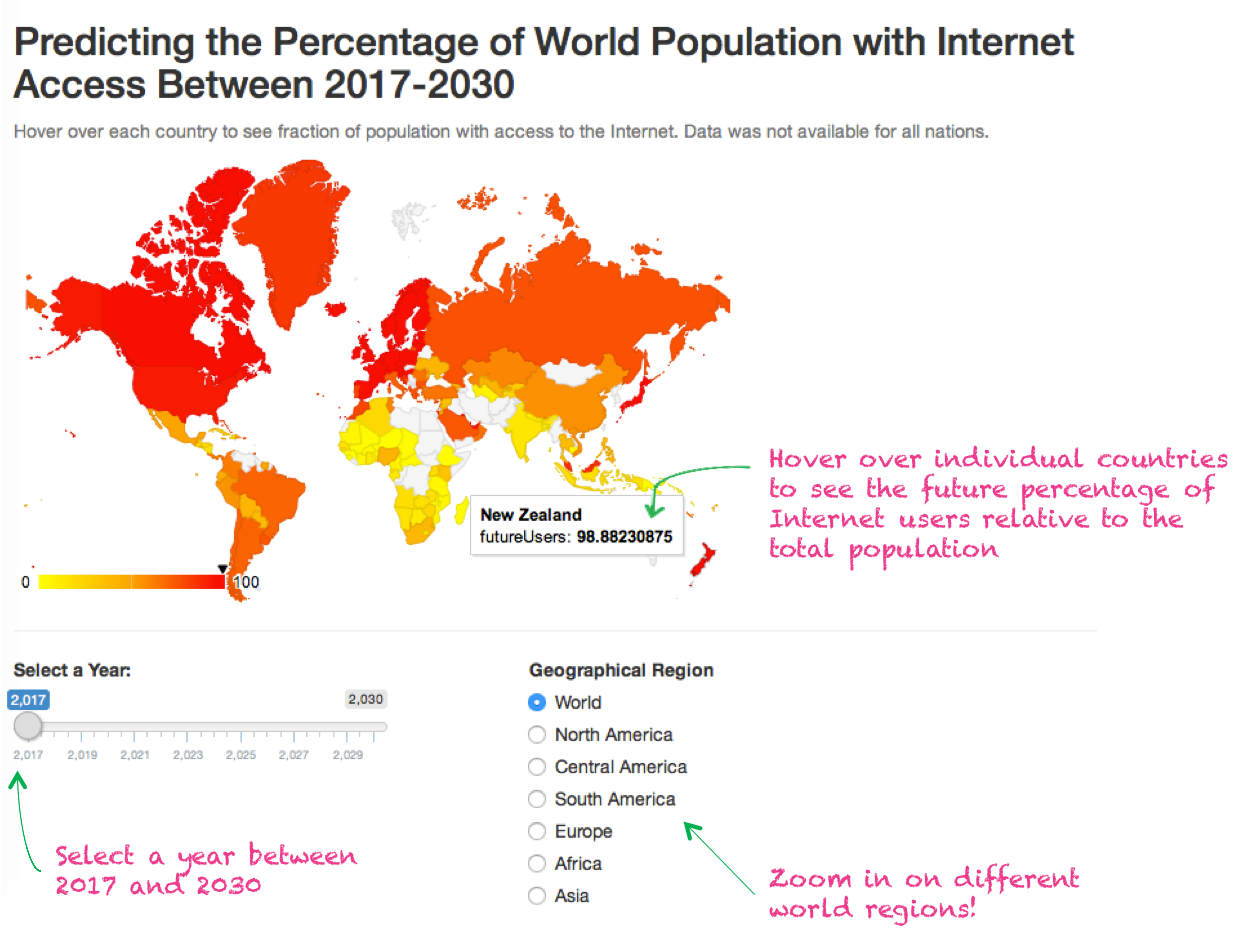 Predicting the Percentage of World Population with Internet
Access Between 2017-2030
Hover over each country to see fraction of population with access to the Internet. Data was not available for all nations.
Hover over individual countries
to see the future percentage of
Internet users relative to the
total population
New Zealand
futureUsers: 98.88230875
0
100
Select a Year:
2,017
2,030
2,017 2,019 2,021 2,023 2,025 2,027 2,029
Select a year between
2017 and 2030
Geographical Region
World
North America
Central America
South America
Europe
Africa
Asia
Zoom in on different
world regions!